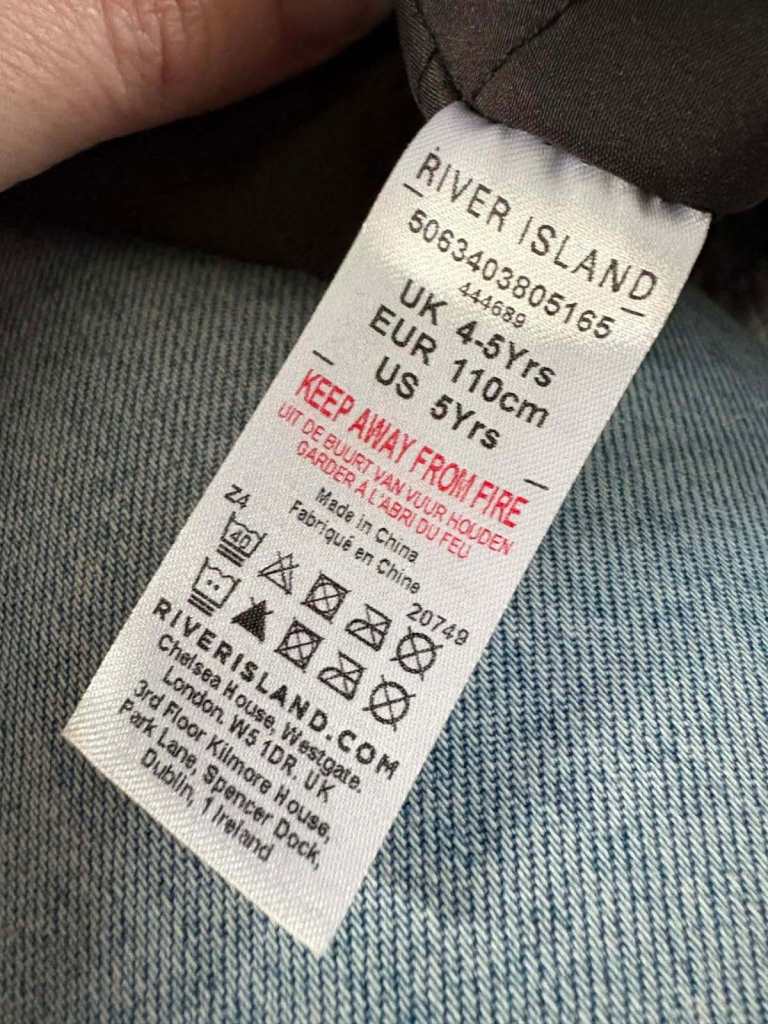 RIVER ISLAND
5063403805165
444689
UK 4-5Yrs
EUR 110cm
US 5Yrs
KEEP AWAY FROM FIRE
UIT DE BUURT VAN VUUR HOUDEN
GARDER À L'ABRI DU FEU
Made in China
Fabriqué en Chine
Z4
20749
40
RIVERISLAND.COM
Chelsea House, Westgate.
London. W5 1DR. UK
3rd Floor Kilmore House,
Park Lane, Spencer Dock,
Dublin, 1 Ireland